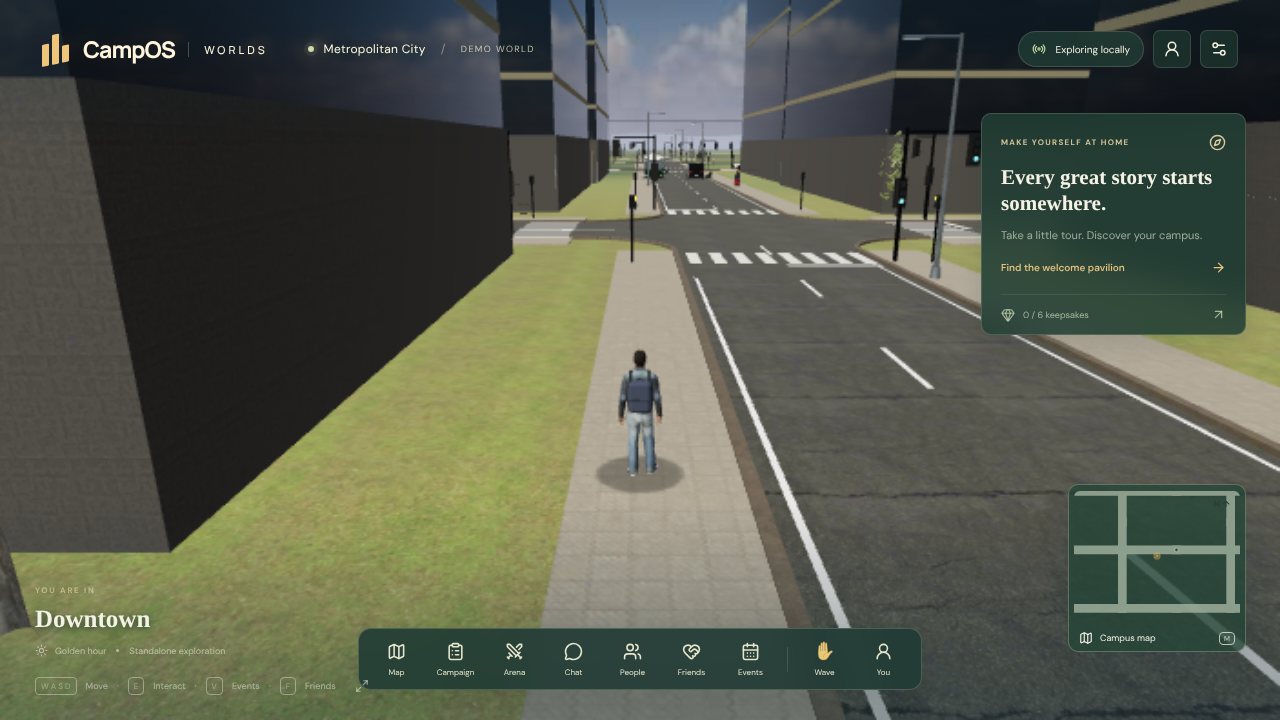 CampOS
WORLDS
Metropolitan City / DEMO WORLD
Exploring locally
MAKE YOURSELF AT HOME
Every great story starts
somewhere.
Take a little tour. Discover your campus.
Find the welcome pavilion
0 / 6 keepsakes
Campus map
M
YOU ARE IN
Downtown
Golden hour • Standalone exploration
WASD Move · E Interact · V Events · F Friends
Map
Campaign
Arena
Chat
People
Friends
Events
Wave
You